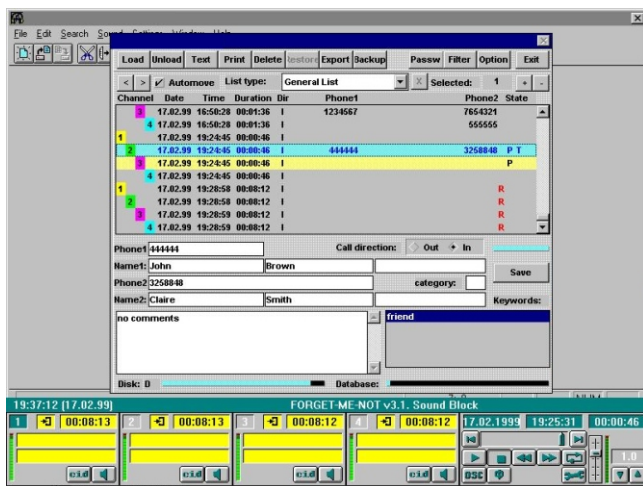 File Edit Search Sound Settings Window Help
Load Unload Text Print Delete Restore Export Backup Passw Filter Option Exit
< > Automove List type: General List X Selected: 1 + -
Channel Date Time Duration Dir Phone1 Phone2 State
3 17.02.99 16:50:28 00:01:36 I 1234567 7654321
4 17.02.99 16:50:28 00:01:36 I 555555
1 17.02.99 19:24:45 00:00:46 I
2 17.02.99 19:24:45 00:00:46 I 444444 3258848 P T
3 17.02.99 19:24:45 00:00:46 I P
4 17.02.99 19:24:45 00:00:46 I
1 17.02.99 19:28:58 00:08:12 I R
2 17.02.99 19:28:58 00:08:12 I R
3 17.02.99 19:28:59 00:08:12 I R
4 17.02.99 19:28:59 00:08:12 I R
Phone1 444444 Call direction: Out In
Name1: John Brown
Save
Phone2 3258848 category:
Name2: Claire Smith Keywords:
no comments friend
Disk: D Database:
19:37:12 [17.02.99] FORGET-ME-NOT v3.1. Sound Block
1 00:08:13 2 00:08:13 3 00:08:12 4 00:08:12 17.02.1999 19:25:31 00:00:46
1.0
cid cid cid cid OSC